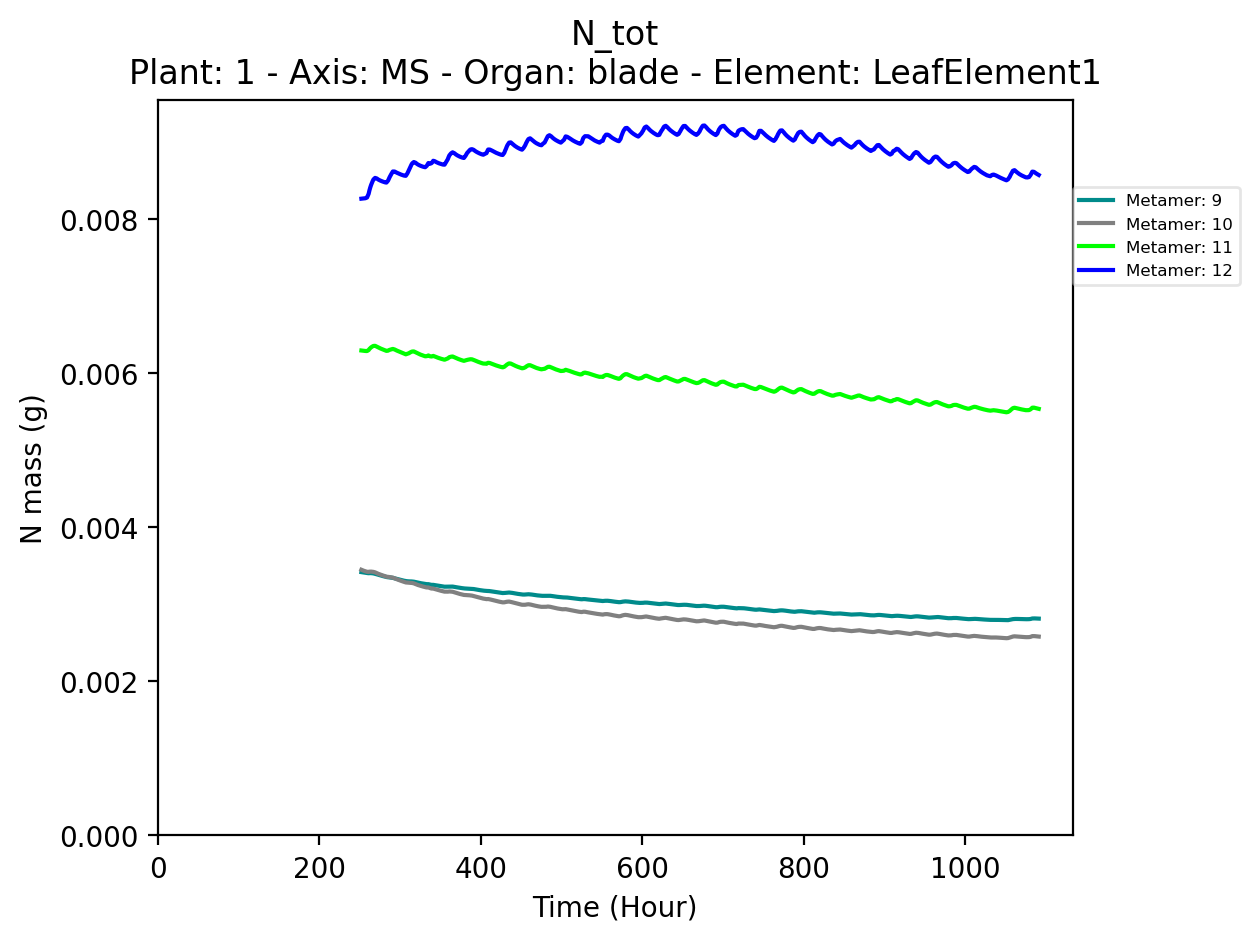 N_tot
Plant: 1 - Axis: MS - Organ: blade - Element: LeafElement1
N mass (g)
0.008
0.006
0.004
0.002
0.000
0 200 400 600 800 1000
Time (Hour)
Metamer: 9
Metamer: 10
Metamer: 11
Metamer: 12